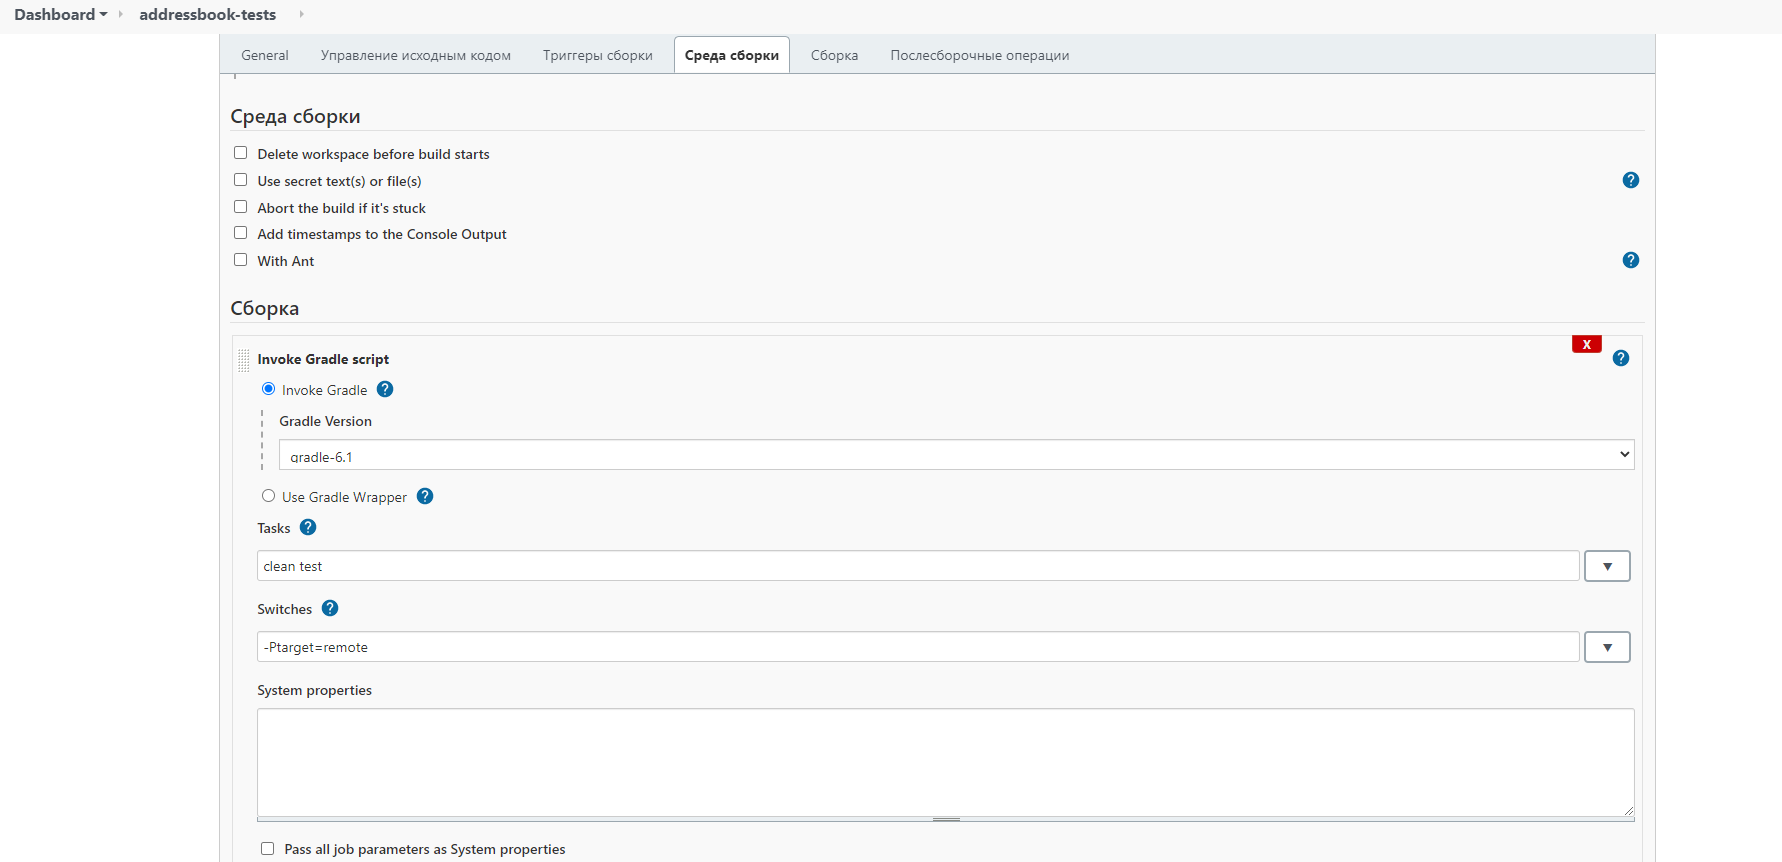 Dashboard addressbook-tests
General Управление исходным кодом Триггеры сборки Среда сборки Сборка Послесборочные операции
Среда сборки
Delete workspace before build starts
Use secret text(s) or file(s) ?
Abort the build if it's stuck
Add timestamps to the Console Output
With Ant ?
Сборка
X
Invoke Gradle script ?
Invoke Gradle ?
Gradle Version
gradle-6.1
Use Gradle Wrapper ?
Tasks ?
clean test
Switches ?
-Ptarget=remote
System properties
Pass all job parameters as System properties